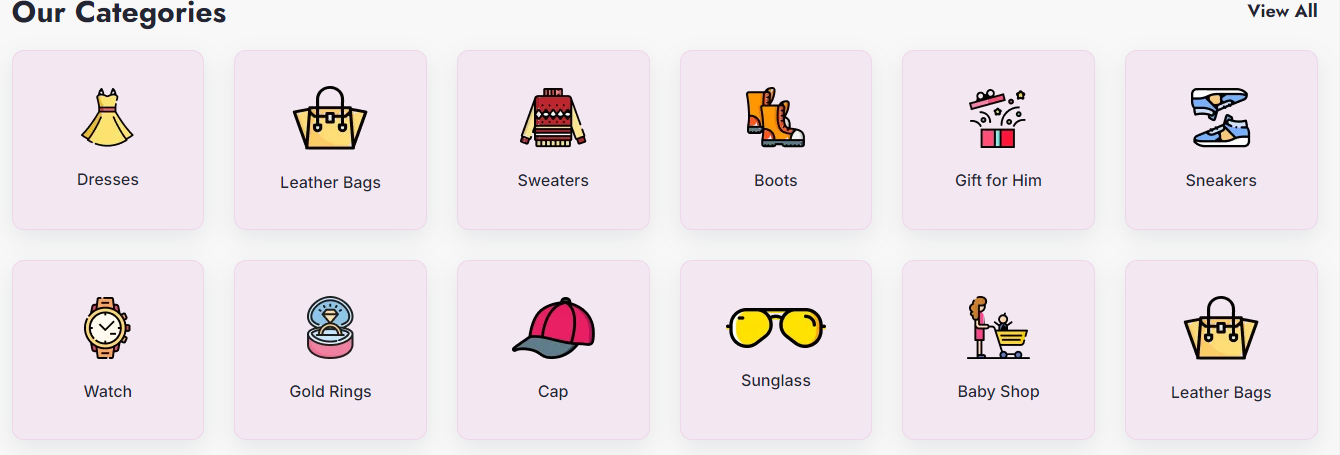 Our Categories
View All
Dresses
Leather Bags
Sweaters
Boots
Gift for Him
Sneakers
Watch
Gold Rings
Cap
Sunglass
Baby Shop
Leather Bags